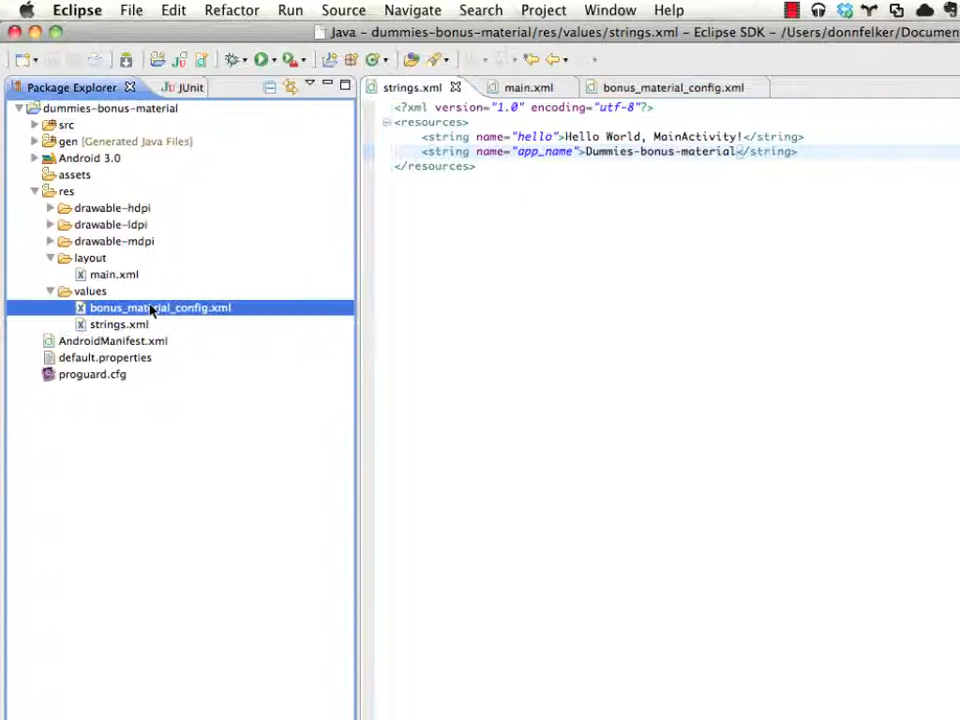 Eclipse File Edit Refactor Run Source Navigate Search Project Window Help
Java – dummies-bonus-material/res/values/strings.xml – Eclipse SDK – /Users/donnfelker/Documen
Package Explorer JUnit
dummies-bonus-material
src
gen [Generated Java Files]
Android 3.0
assets
res
drawable-hdpi
drawable-ldpi
drawable-mdpi
layout
main.xml
values
bonus_material_config.xml
strings.xml
AndroidManifest.xml
default.properties
proguard.cfg
strings.xml main.xml bonus_material_config.xml
<?xml version="1.0" encoding="utf-8"?>
<resources>
<string name="hello">Hello World, MainActivity!</string>
<string name="app_name">Dummies-bonus-material</string>
</resources>